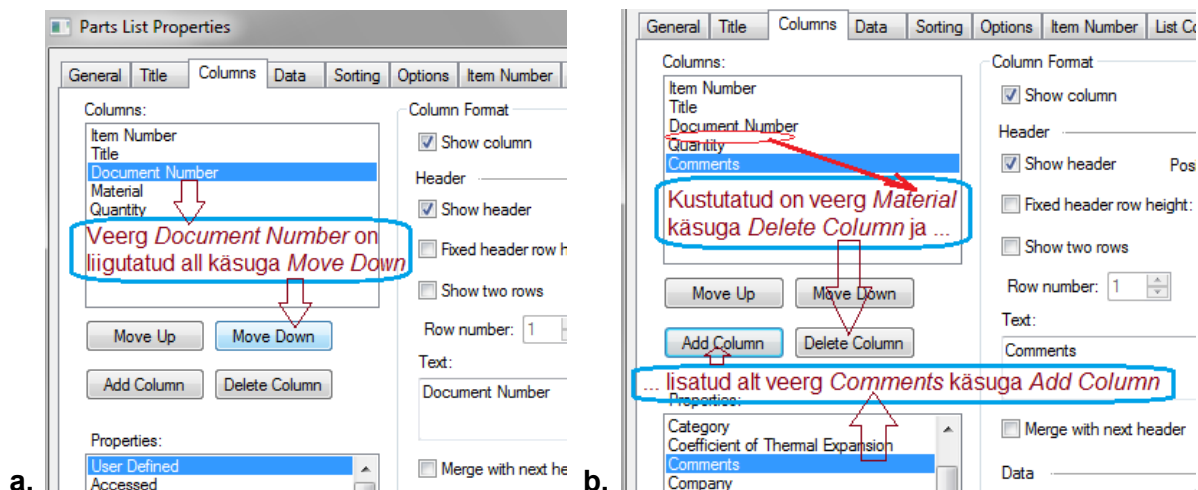 Parts List Properties
General Title Columns Data Sorting Options Item Number
Columns:
Item Number
Title
Document Number
Material
Quantity
Veerg Document Number on
liigutatud all käsuga Move Down
Move Up Move Down
Add Column Delete Column
Properties:
User Defined
Accessed
Column Format
Show column
Header
Show header
Fixed header row h
Show two rows
Row number: 1
Text:
Document Number
Merge with next he
a.
General Title Columns Data Sorting Options Item Number List Co
Columns:
Item Number
Title
Document Number
Quantity
Comments
Kustutatud on veerg Material
käsuga Delete Column ja ...
Move Up Move Down
Add Column Delete Column
... lisatud alt veerg Comments käsuga Add Column
Properties:
Category
Coefficient of Thermal Expansion
Comments
Company
Column Format
Show column
Header
Show header Posi
Fixed header row height:
Show two rows
Row number: 1
Text:
Comments
Merge with next header
Data
b.